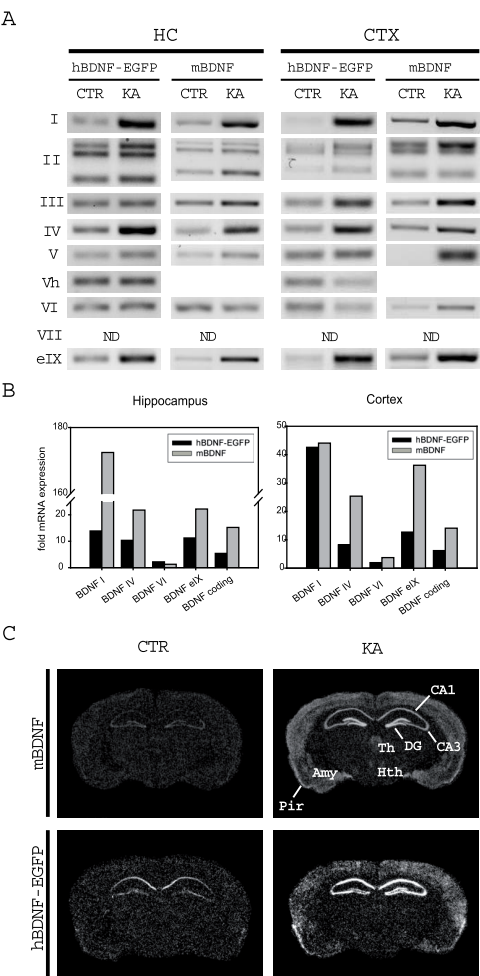 A
HC CTX
hBDNF-EGFP mBDNF hBDNF-EGFP mBDNF
CTR KA CTR KA CTR KA CTR KA
I
II
III
IV
V
Vh
VI
VII ND ND ND ND
eIX
B
Hippocampus Cortex
fold mRNA expression
180
160
20
10
0
hBDNF-EGFP
mBDNF
BDNF I BDNF IV BDNF VI BDNF eIX BDNF coding
50
40
30
20
10
0
hBDNF-EGFP
mBDNF
BDNF I BDNF IV BDNF VI BDNF eIX BDNF coding
C
CTR KA
mBDNF
CA1
CA3
Th DG
Amy Hth
Pir
hBDNF-EGFP